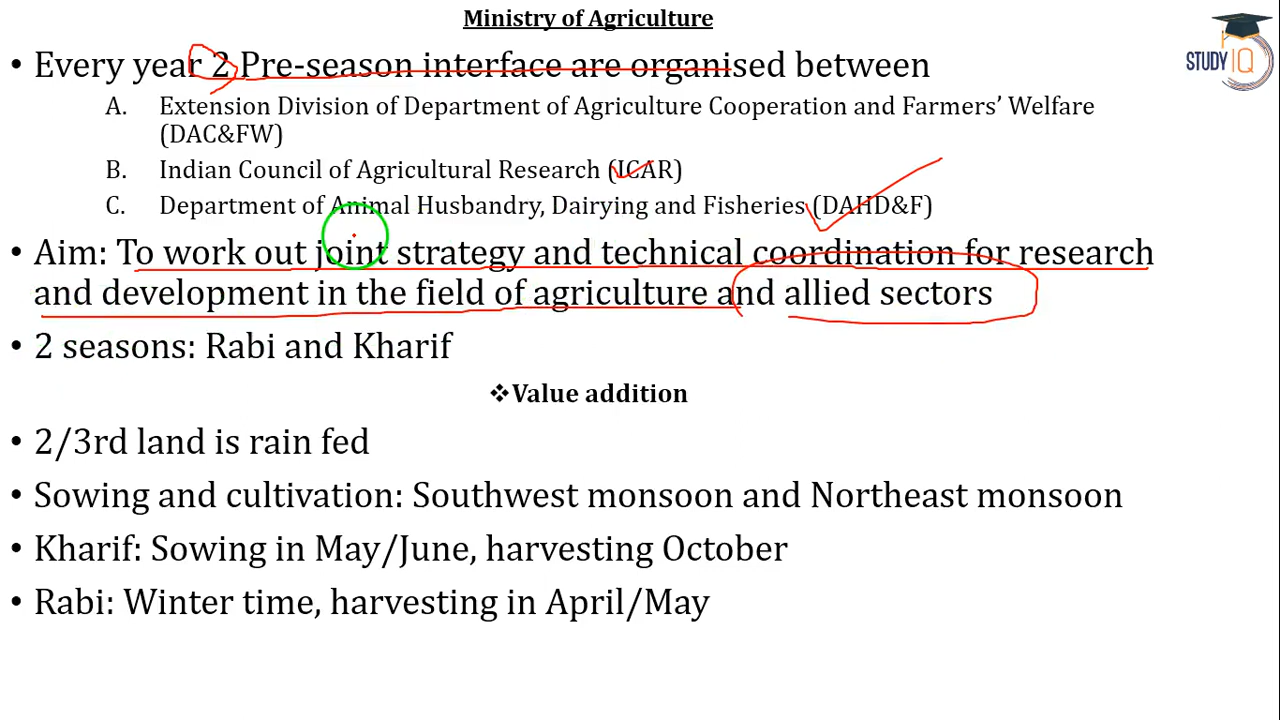 Ministry of Agriculture
STUDY IQ
• Every year 2 Pre-season interface are organised between
A. Extension Division of Department of Agriculture Cooperation and Farmers’ Welfare
(DAC&FW)
B. Indian Council of Agricultural Research (ICAR)
C. Department of Animal Husbandry, Dairying and Fisheries (DAHD&F)
• Aim: To work out joint strategy and technical coordination for research
and development in the field of agriculture and allied sectors
• 2 seasons: Rabi and Kharif
❖Value addition
• 2/3rd land is rain fed
• Sowing and cultivation: Southwest monsoon and Northeast monsoon
• Kharif: Sowing in May/June, harvesting October
• Rabi: Winter time, harvesting in April/May